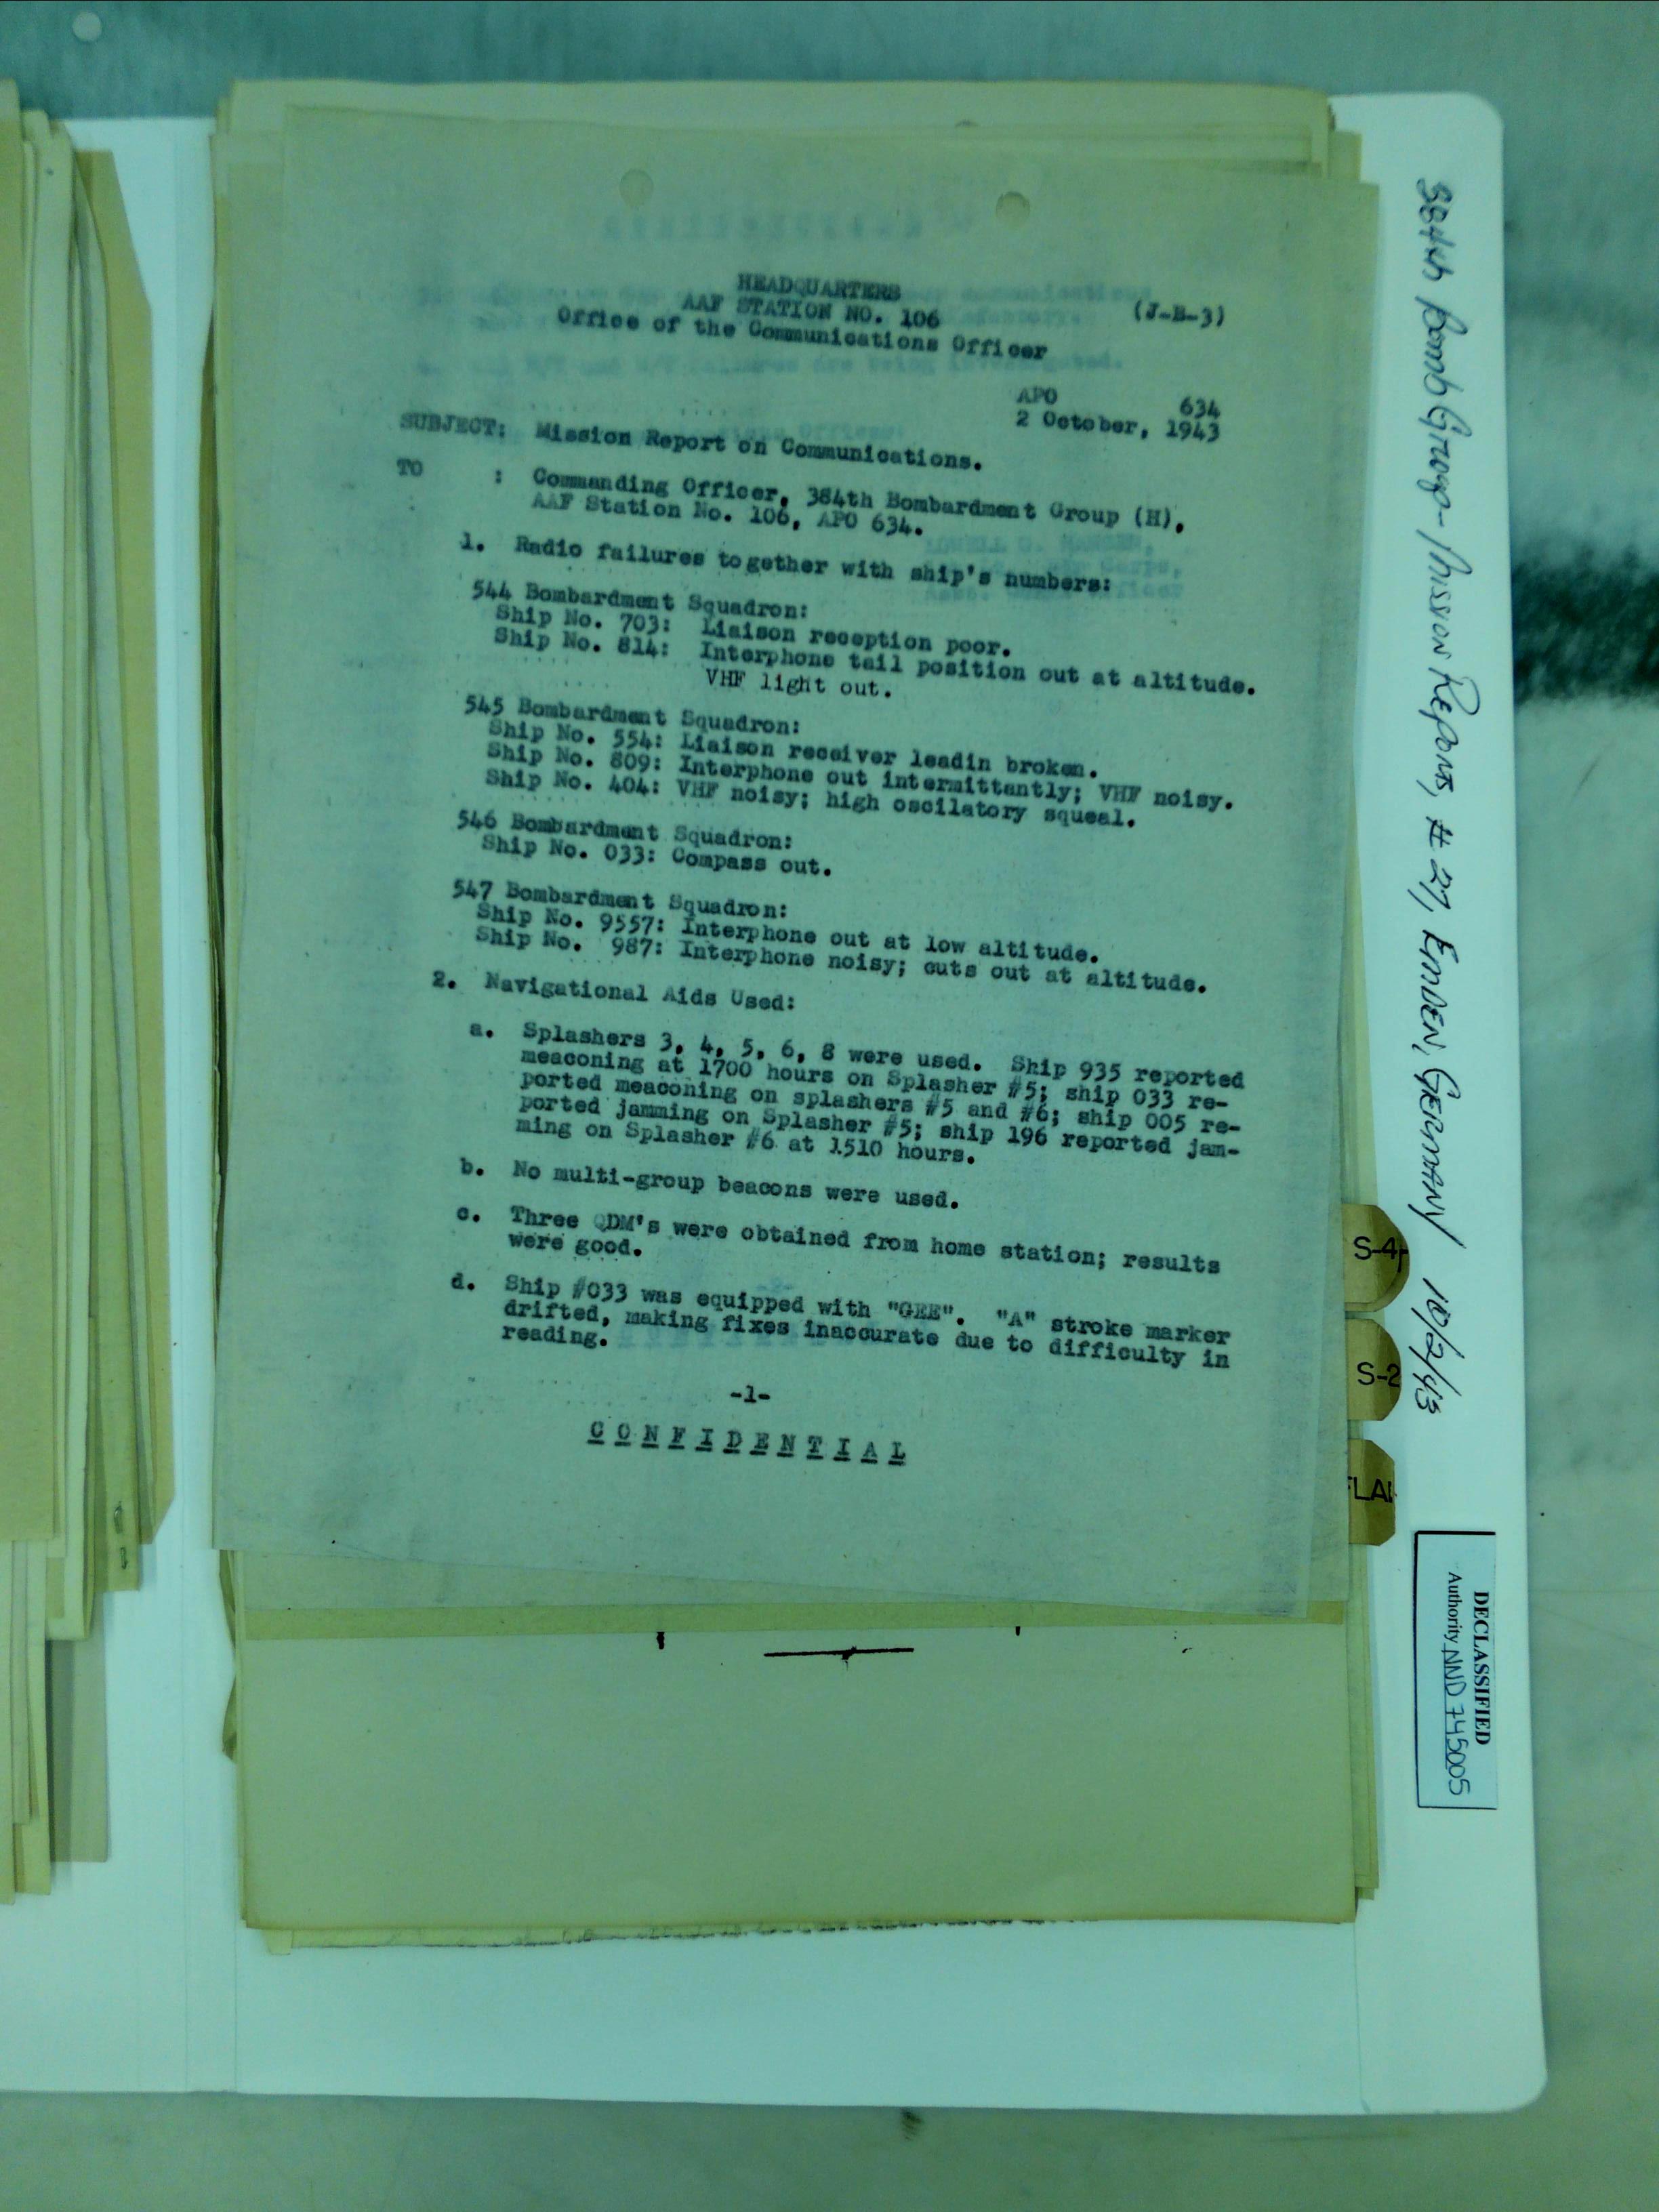 HEADQUARTERS
AAF STATION NO. 106
(J-B-3)
Office of the Communications Officer
APO 634
2 October, 1943
SUBJECT: Mission Report on Communications.
TO : Commanding Officer, 384th Bombardment Group (H),
AAF Station No. 106, APO 634.
1. Radio failures together with ship's numbers:
544 Bombardment Squadron:
Ship No. 703: Liaison reception poor.
Ship No. 814: Interphone tail position out at altitude.
VHF light out.
545 Bombardment Squadron:
Ship No. 554: Liaison receiver leadin broken.
Ship No. 809: Interphone out intermittantly; VHF noisy.
Ship No. 404: VHF noisy; high oscilatory squeal.
546 Bombardment Squadron:
Ship No. 033: Compass out.
547 Bombardment Squadron:
Ship No. 9557: Interphone out at low altitude.
Ship No. 987: Interphone noisy; cuts out at altitude.
2. Navigational Aids Used:
a. Splashers 3, 4, 5, 6, 8 were used. Ship 935 reported
meaconing at 1700 hours on Splasher #5; ship 033 re-
ported meaconing on splashers #5 and #6; ship 005 re-
ported jamming on Splasher #5; ship 196 reported jam-
ming on Splasher #6 at 1510 hours.
b. No multi-group beacons were used.
c. Three QDM's were obtained from home station; results
were good.
d. Ship #033 was equipped with "GEE". "A" stroke marker
drifted, making fixes inaccurate due to difficulty in
reading.
-1-
CONFIDENTIAL
384th Bomb Group - Mission Reports, #27, EMDEN, GERMANY 10/2/43
S-4
S-2
FLAK
DECLASSIFIED
Authority NND 745005